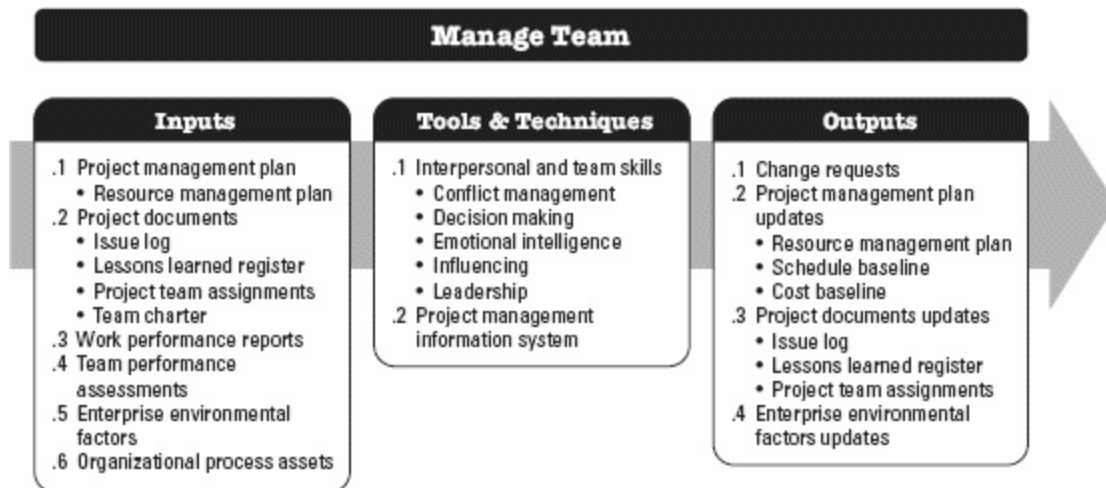 Manage Team
Inputs
.1 Project management plan
• Resource management plan
.2 Project documents
• Issue log
• Lessons learned register
• Project team assignments
• Team charter
.3 Work performance reports
.4 Team performance
assessments
.5 Enterprise environmental
factors
.6 Organizational process assets
Tools & Techniques
.1 Interpersonal and team skills
• Conflict management
• Decision making
• Emotional intelligence
• Influencing
• Leadership
.2 Project management
information system
Outputs
.1 Change requests
.2 Project management plan
updates
• Resource management plan
• Schedule baseline
• Cost baseline
.3 Project documents updates
• Issue log
• Lessons learned register
• Project team assignments
.4 Enterprise environmental
factors updates